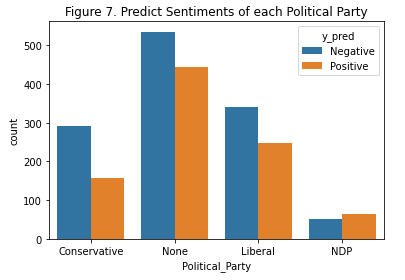 Figure 7. Predict Sentiments of each Political Party
y_pred
Negative
Positive
count
500
400
300
200
100
0
Conservative None Liberal NDP
Political_Party